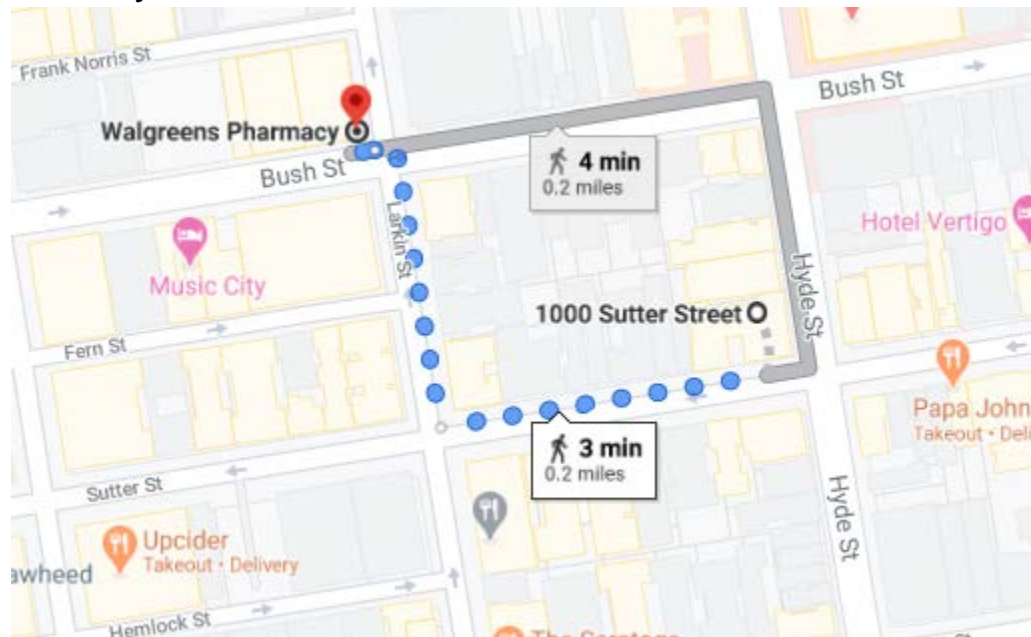 Frank Norris St
Bush St
Walgreens Pharmacy
Bush St
4 min
0.2 miles
Larkin St
Hotel Vertigo
Music City
Hyde St
1000 Sutter Street
Fern St
Papa John
Takeout • Deli
3 min
0.2 miles
Sutter St
Hyde St
Upcider
Takeout • Delivery
awheed
Hemlock St
The Saratoga